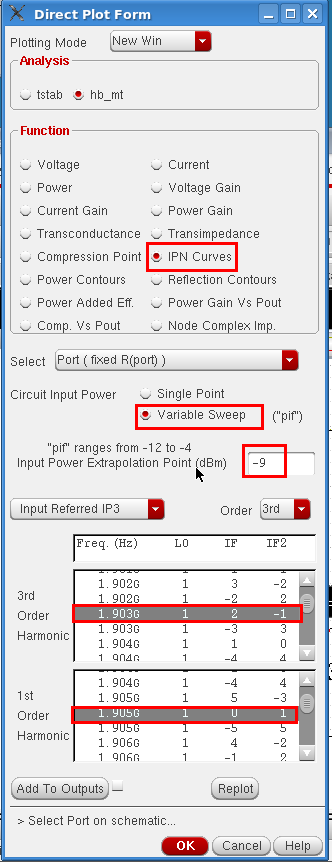 Direct Plot Form
Plotting Mode New Win
Analysis
tstab hb_mt
Function
Voltage Current
Power Voltage Gain
Current Gain Power Gain
Transconductance Transimpedance
Compression Point IPN Curves
Power Contours Reflection Contours
Power Added Eff. Power Gain Vs Pout
Comp. Vs Pout Node Complex Imp.
Select Port ( fixed R(port) )
Circuit Input Power Single Point
Variable Sweep ("pif")
"pif" ranges from -12 to -4
Input Power Extrapolation Point (dBm) -9
Input Referred IP3 Order 3rd
Freq. (Hz) LO IF IF2
3rd
Order
Harmonic
1.902G 1 3 -2
1.902G 1 -2 2
1.903G 1 2 -1
1.903G 1 -3 3
1.904G 1 1 0
1.904G 1 -4 4
1st
Order
Harmonic
1.904G 1 -4 4
1.905G 1 5 -3
1.905G 1 0 1
1.905G 1 -5 5
1.906G 1 4 -2
1.906G 1 -1 2
Add To Outputs Replot
> Select Port on schematic...
OK Cancel Help